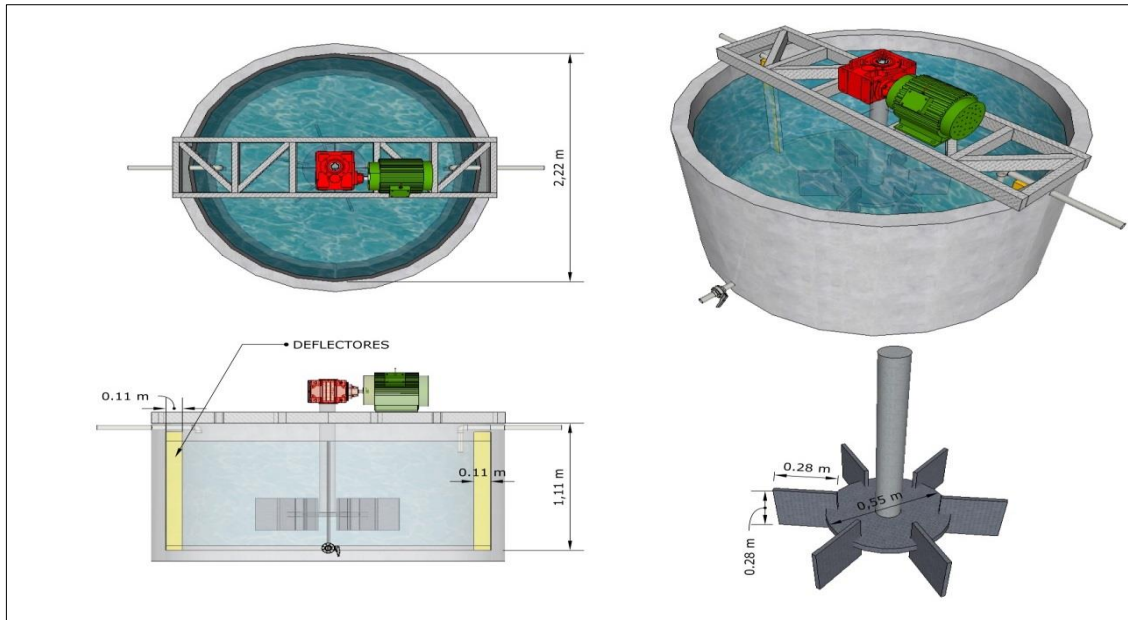 2,22 m
DEFLECTORES
0.11 m
0.11 m
1,11 m
0.28 m
0,55 m
0.28 m